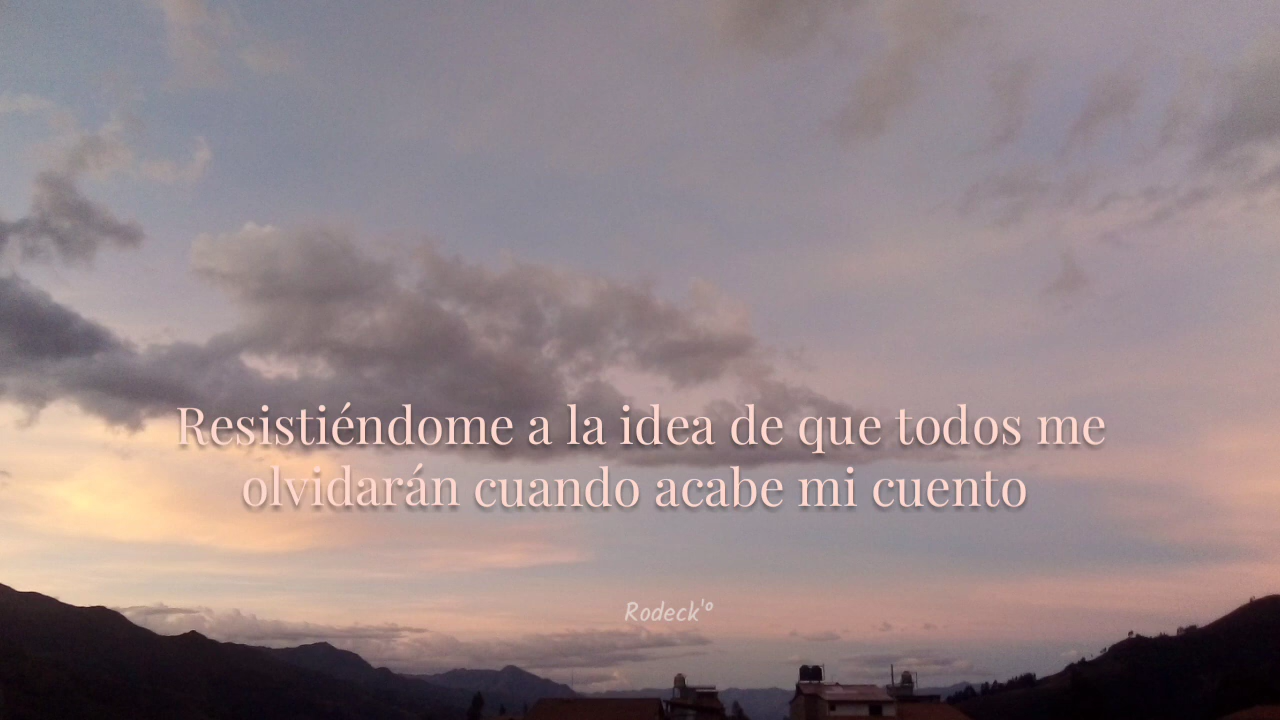 Resistiéndome a la idea de que todos me
olvidarán cuando acabe mi cuento
Rodeck'º